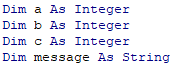 Dim a As Integer
Dim b As Integer
Dim c As Integer
Dim message As String